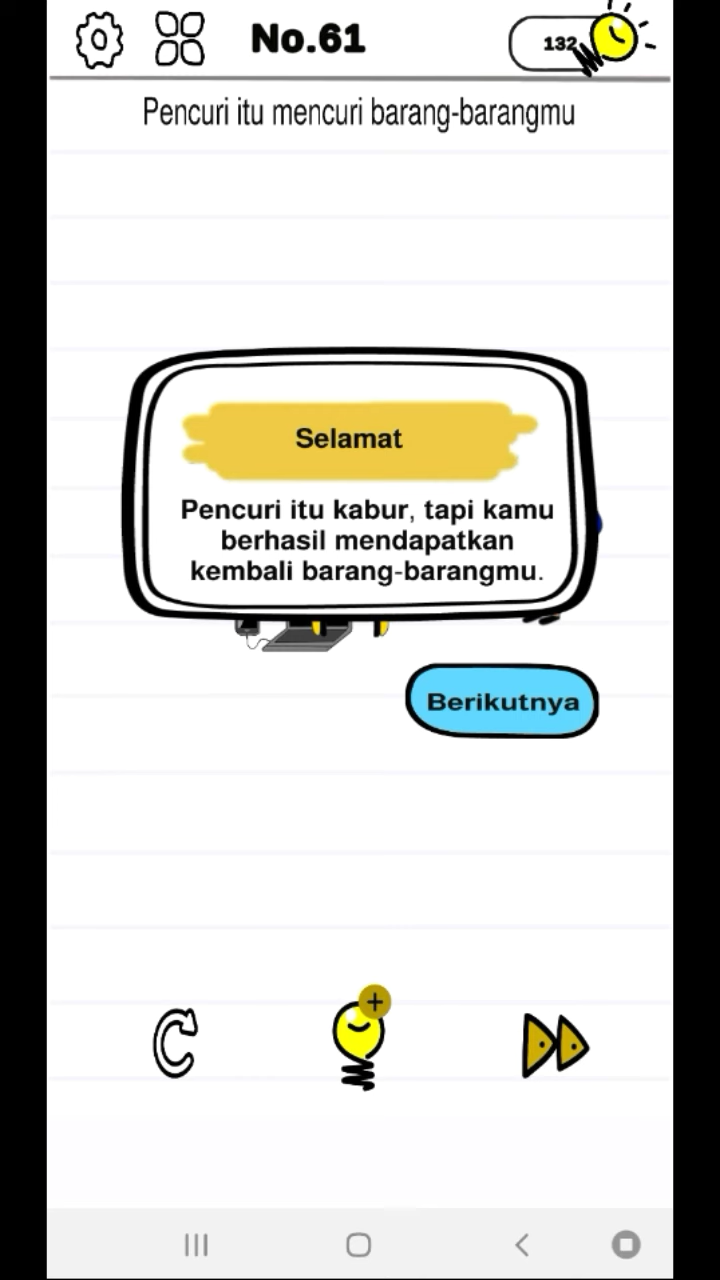 No.61
132
Pencuri itu mencuri barang-barangmu
Selamat
Pencuri itu kabur, tapi kamu
berhasil mendapatkan
kembali barang-barangmu.
Berikutnya